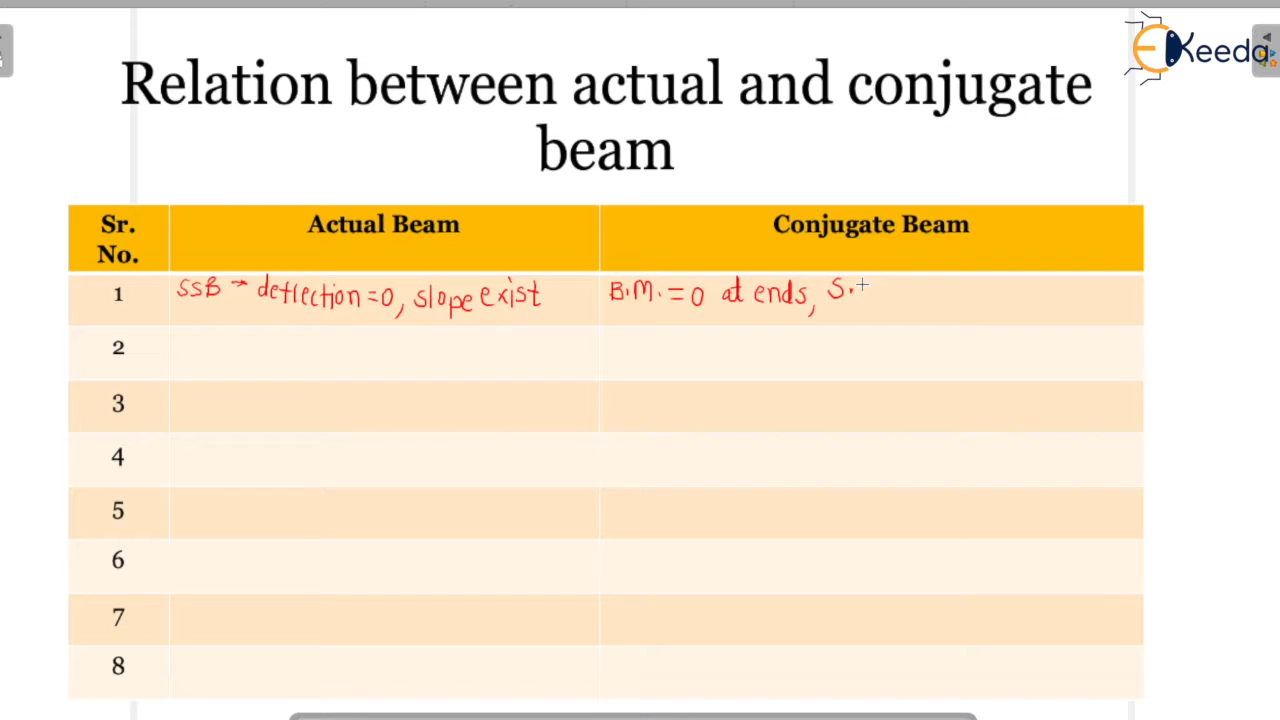 EKeeda
Relation between actual and conjugate
beam
Sr. No. Actual Beam Conjugate Beam
1 SSB → deflection = 0, slope exist B.M. = 0 at ends, S.
2
3
4
5
6
7
8